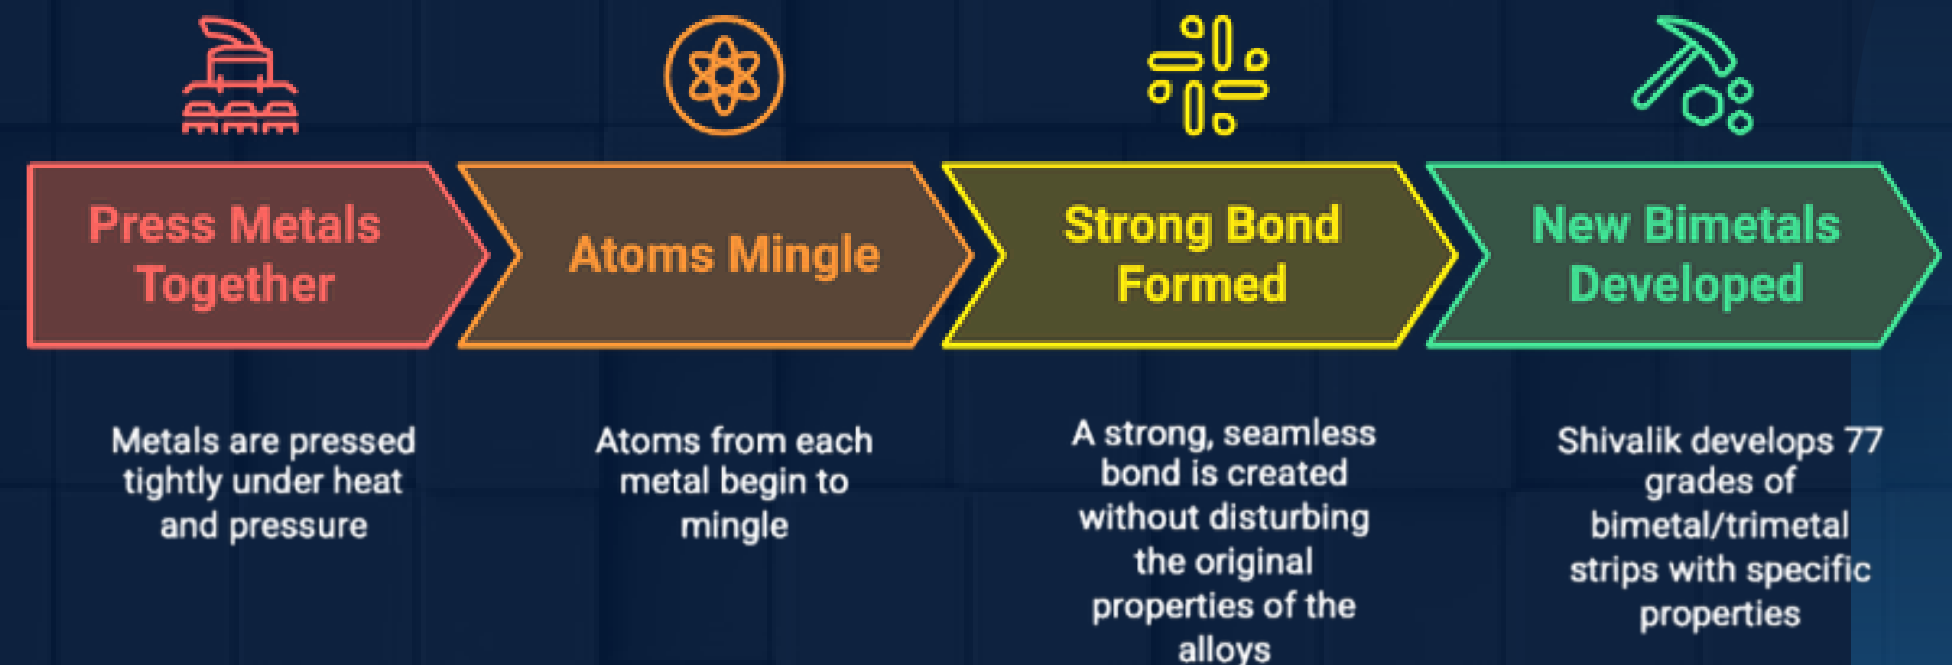 Press Metals
Together
Atoms Mingle
Strong Bond
Formed
New Bimetals
Developed
Metals are pressed
tightly under heat
and pressure
Atoms from each
metal begin to
mingle
A strong, seamless
bond is created
without disturbing
the original
properties of the
alloys
Shivalik develops 77
grades of
bimetal/trimetal
strips with specific
properties